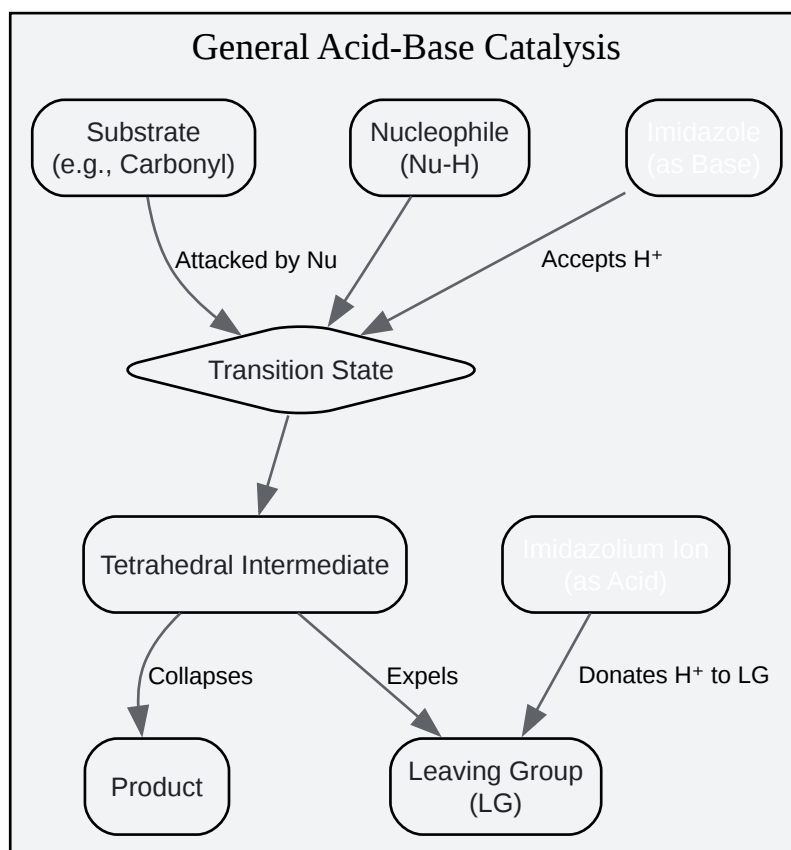 General Acid-Base Catalysis
Substrate
(e.g., Carbonyl)
Nucleophile
(Nu-H)
Imidazole
(as Base)
Attacked by Nu
Accepts H⁺
Transition State
Tetrahedral Intermediate
Imidazolium Ion
(as Acid)
Collapses
Expels
Donates H⁺ to LG
Product
Leaving Group
(LG)